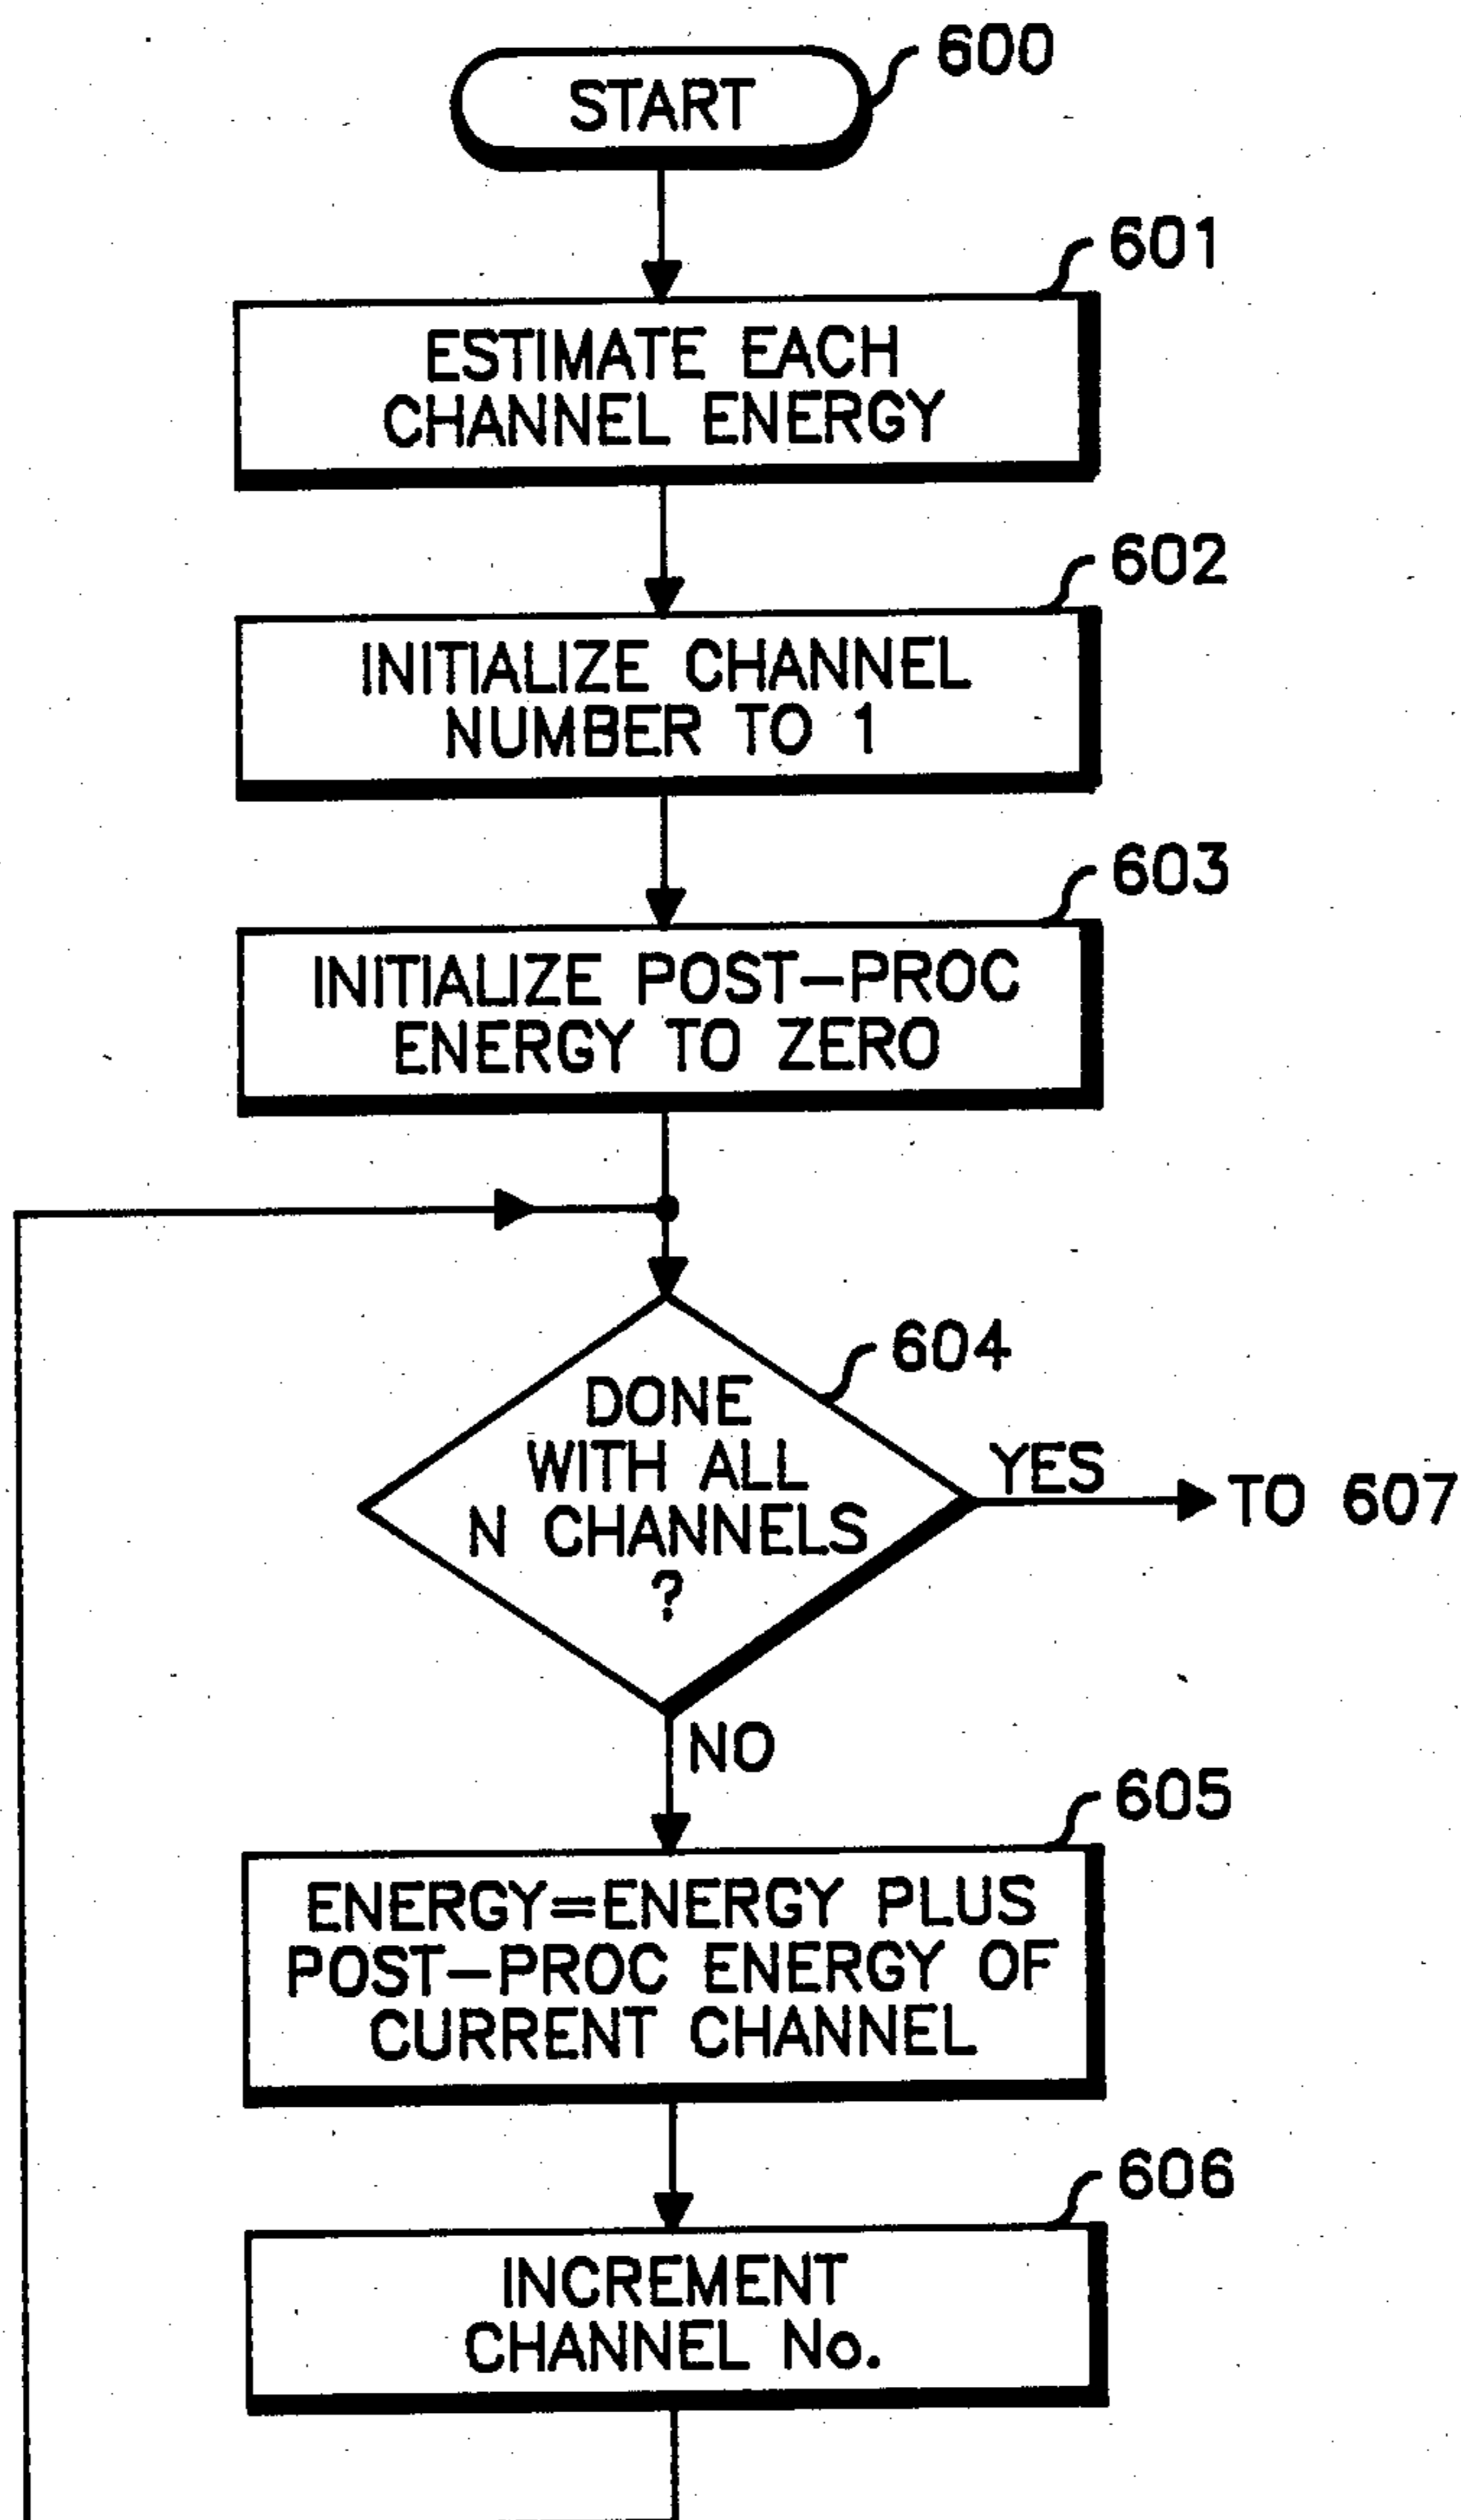 600
START
601
ESTIMATE EACH
CHANNEL ENERGY
602
INITIALIZE CHANNEL
NUMBER TO 1
603
INITIALIZE POST-PROC
ENERGY TO ZERO
604
DONE
WITH ALL
N CHANNELS
?
YES
TO 607
NO
605
ENERGY=ENERGY PLUS
POST-PROC ENERGY OF
CURRENT CHANNEL
606
INCREMENT
CHANNEL No.